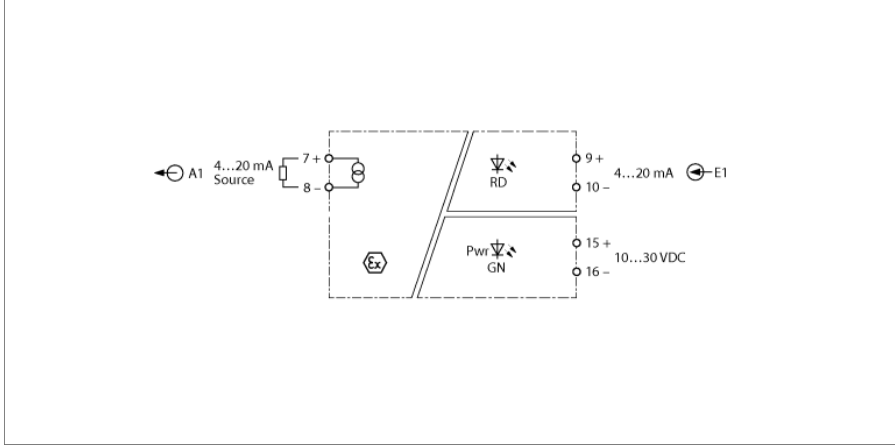 A1
4...20 mA
Source
7 +
8 –
Ex
RD
9 +
10 –
4...20 mA
E1
Pwr
GN
15 +
16 –
10...30 VDC